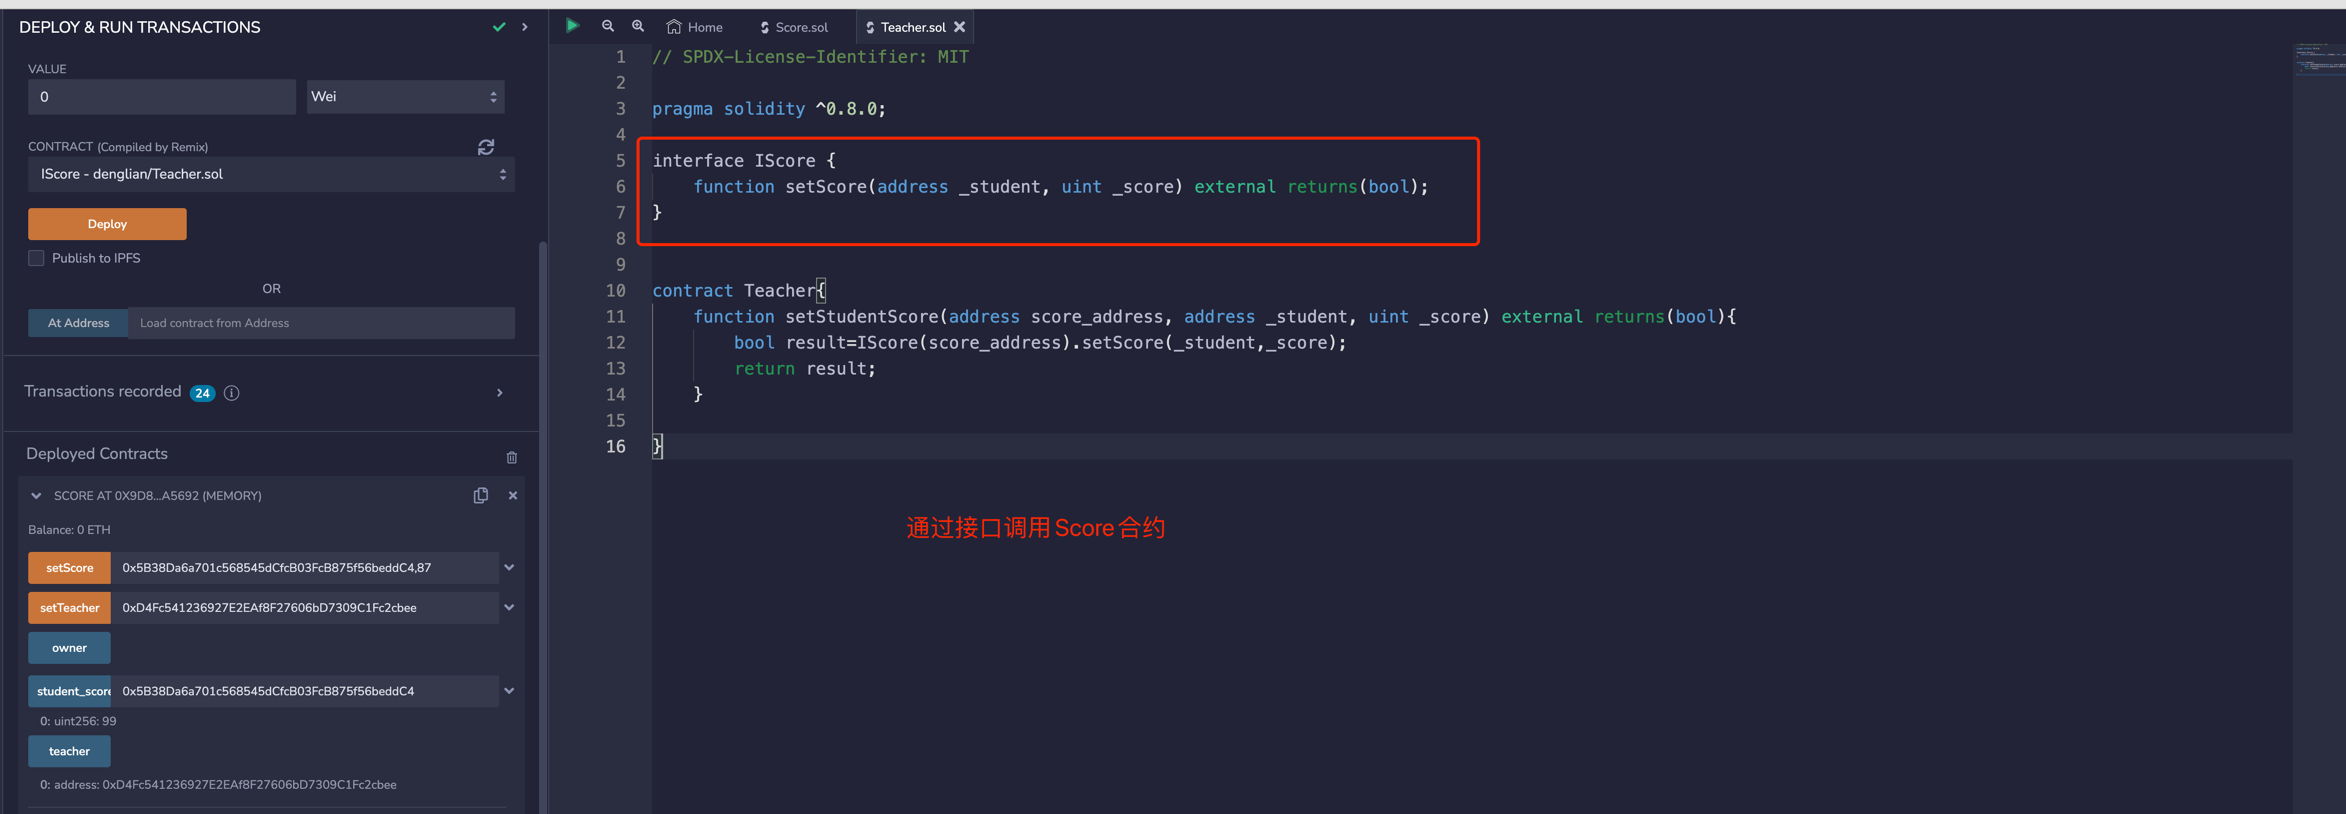 DEPLOY & RUN TRANSACTIONS
VALUE
0
Wei
CONTRACT (Compiled by Remix)
IScore - denglian/Teacher.sol
Deploy
Publish to IPFS
OR
At Address
Load contract from Address
Transactions recorded 24
Deployed Contracts
SCORE AT 0X9D8...A5692 (MEMORY)
Balance: 0 ETH
setScore 0x5B38Da6a701c568545dCfcB03FcB875f56beddC4,87
setTeacher 0xD4Fc541236927E2EAf8F27606bD7309C1Fc2cbee
owner
student_score 0x5B38Da6a701c568545dCfcB03FcB875f56beddC4
0: uint256: 99
teacher
0: address: 0xD4Fc541236927E2EAf8F27606bD7309C1Fc2cbee
Home Score.sol Teacher.sol
1 // SPDX-License-Identifier: MIT
2
3 pragma solidity ^0.8.0;
4
5 interface IScore {
6 function setScore(address _student, uint _score) external returns(bool);
7 }
8
9
10 contract Teacher{
11 function setStudentScore(address score_address, address _student, uint _score) external returns(bool){
12 bool result=IScore(score_address).setScore(_student,_score);
13 return result;
14 }
15
16 }
通过接口调用Score合约